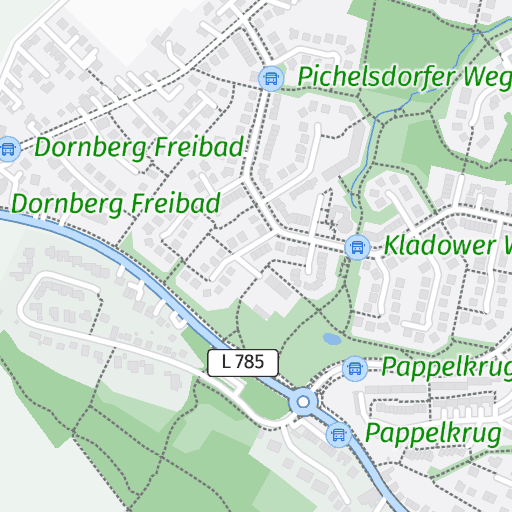 Pichelsdorfer Weg
Dornberg Freibad
Dornberg Freibad
Kladower W
L 785
Pappelkrug
Pappelkrug